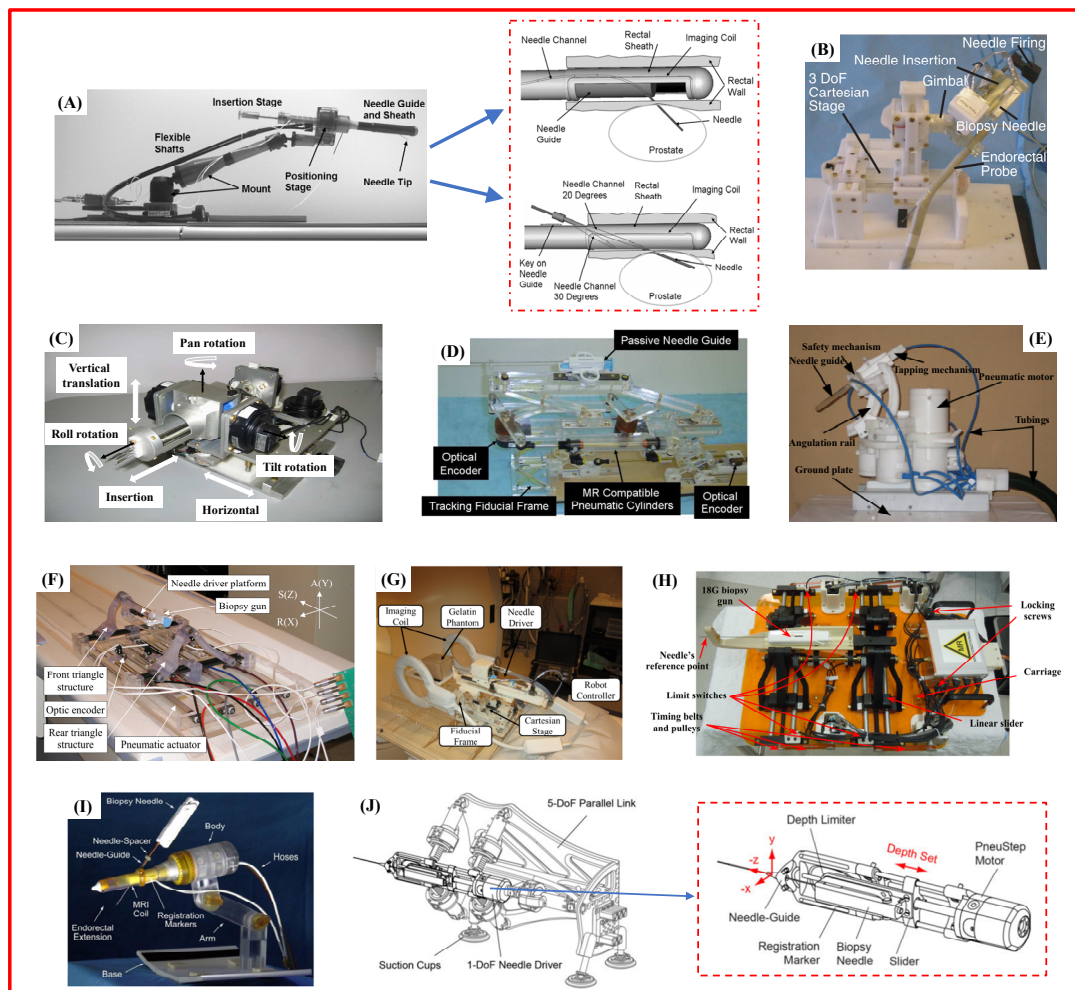 (A)
Insertion Stage
Needle Guide
and Sheath
Flexible
Shafts
Mount
Positioning
Stage
Needle Tip
Needle Channel
Rectal
Sheath
Imaging Coil
Rectal
Wall
Needle
Guide
Needle
Prostate
Needle Channel
20 Degrees
Rectal
Sheath
Imaging Coil
Rectal
Wall
Key on
Needle
Guide
Needle Channel
30 Degrees
Needle
Prostate
(B)
Needle Firing
Needle Insertion
Gimbal
3 DoF
Cartesian
Stage
Biopsy Needle
Endorectal
Probe
(C)
Pan rotation
Vertical
translation
Roll rotation
Tilt rotation
Insertion
Horizontal
(D)
Passive Needle Guide
Optical
Encoder
Tracking Fiducial Frame
MR Compatible
Pneumatic Cylinders
Optical
Encoder
(E)
Safety mechanism
Needle guide
Tapping mechanism
Pneumatic motor
Tubings
Angulation rail
Ground plate
(F)
Needle driver platform
Biopsy gun
A(Y)
S(Z)
R(X)
Front triangle
structure
Optic encoder
Rear triangle
structure
Pneumatic actuator
(G)
Imaging
Coil
Gelatin
Phantom
Needle
Driver
Robot
Controller
Fiducial
Frame
Cartesian
Stage
(H)
18G biopsy
gun
Locking
screws
Needle's
reference point
MR
Carriage
Limit switches
Linear slider
Timing belts
and pulleys
(I)
Biopsy Needle
Needle-Spacer
Needle-Guide
Body
Hoses
Endorectal
Extension
MRI
Coil
Registration
Markers
Arm
Base
(J)
5-DoF Parallel Link
Suction Cups
1-DoF Needle Driver
Depth Limiter
y
-z
-x
Depth Set
PneuStep
Motor
Needle-Guide
Registration
Marker
Biopsy
Needle
Slider